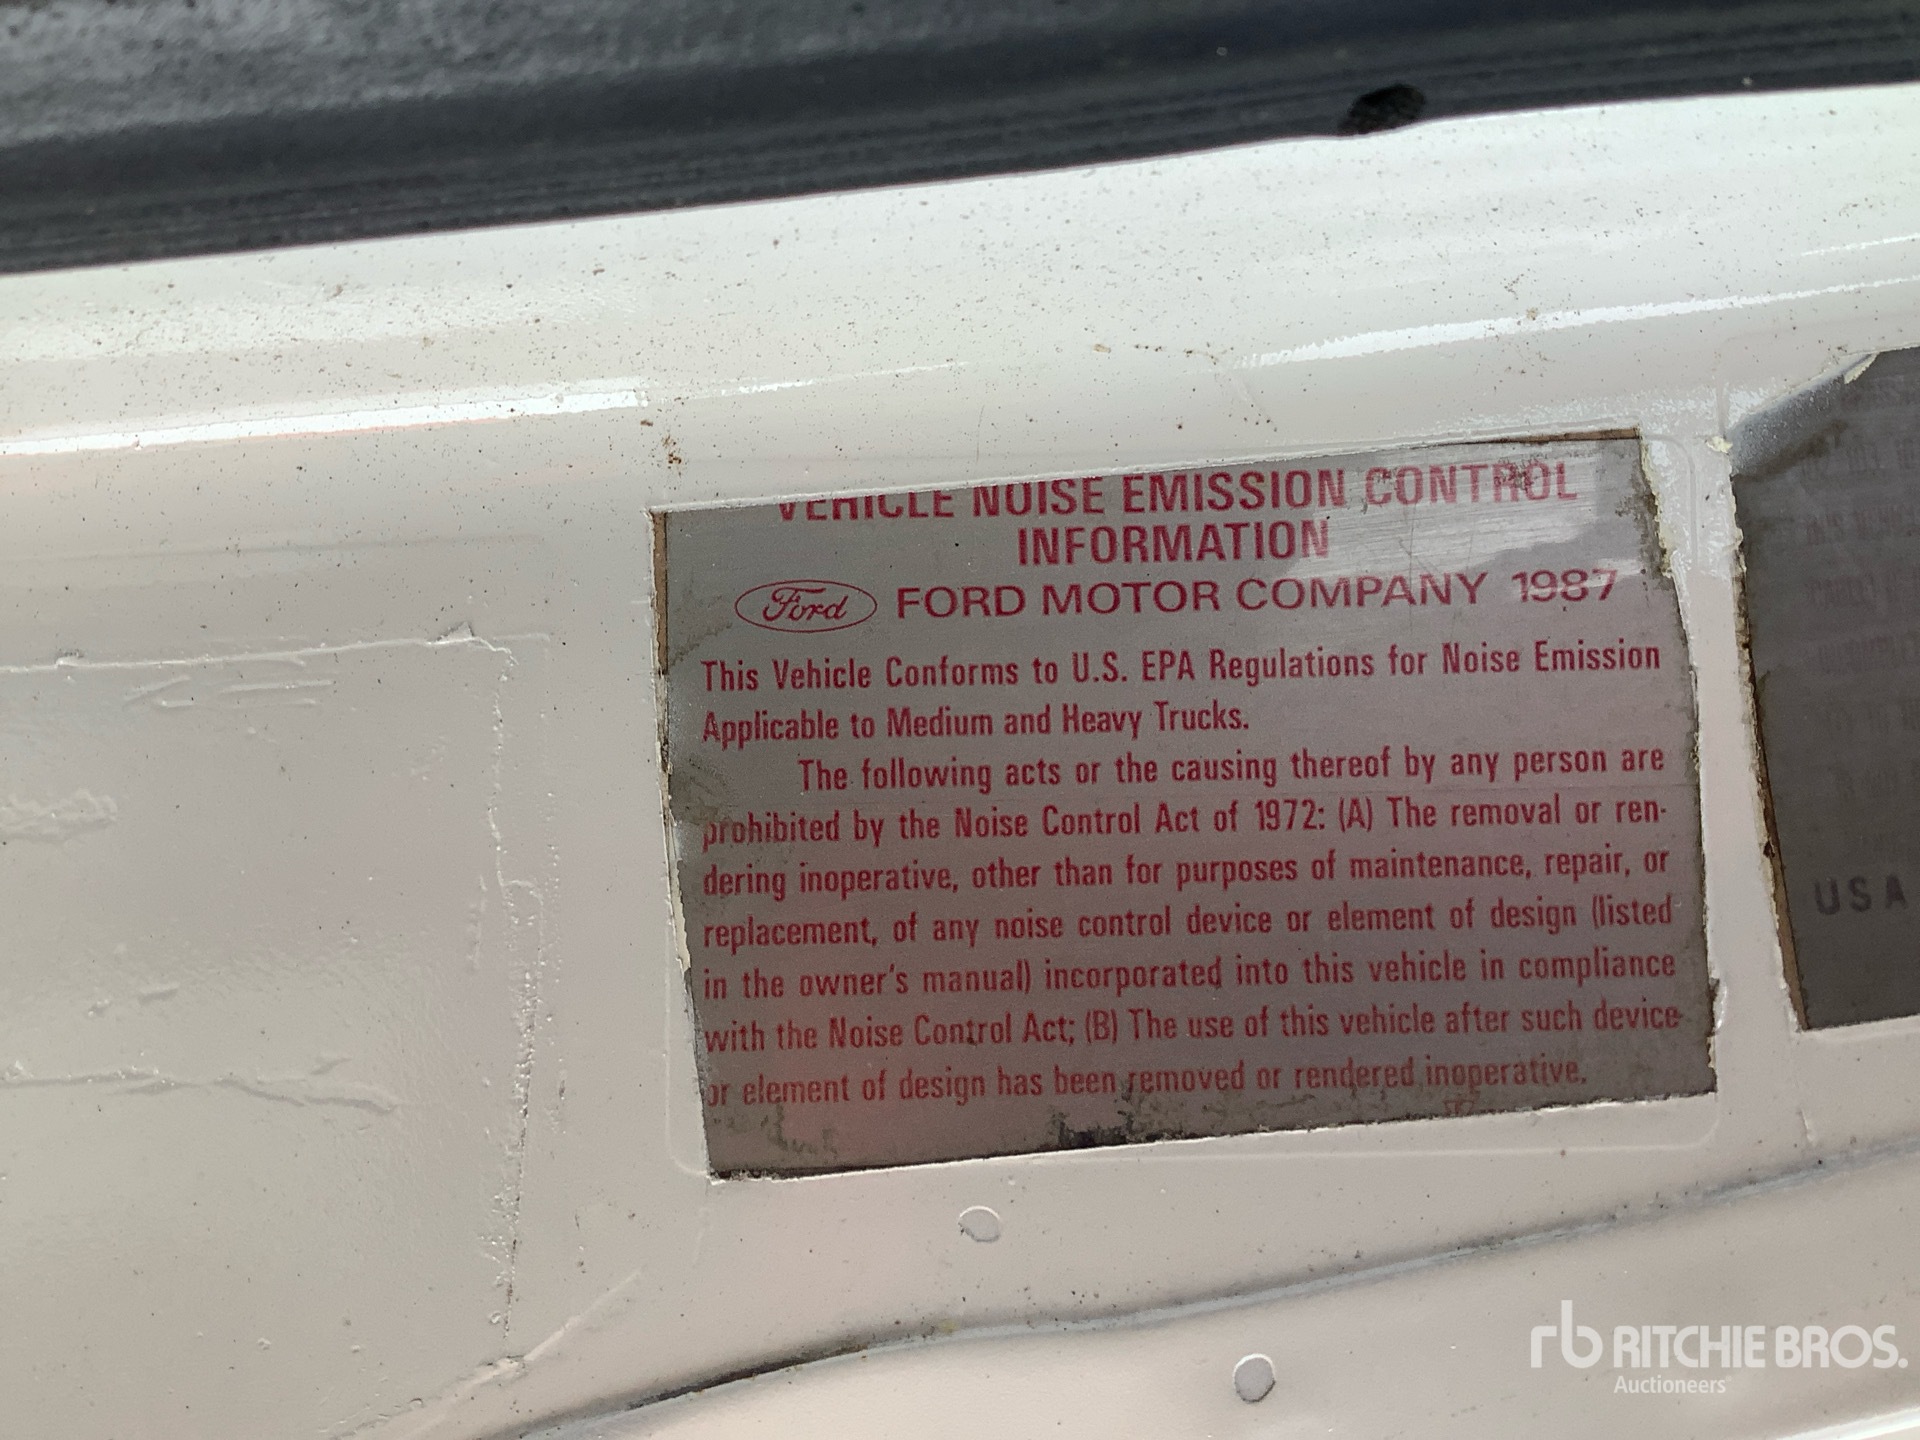 VEHICLE NOISE EMISSION CONTROL
INFORMATION
Ford FORD MOTOR COMPANY 1987
This Vehicle Conforms to U.S. EPA Regulations for Noise Emission
Applicable to Medium and Heavy Trucks.
The following acts or the causing thereof by any person are
prohibited by the Noise Control Act of 1972: (A) The removal or ren-
dering inoperative, other than for purposes of maintenance, repair, or
replacement, of any noise control device or element of design (listed
in the owner's manual) incorporated into this vehicle in compliance
with the Noise Control Act; (B) The use of this vehicle after such device
or element of design has been removed or rendered inoperative.
USA
rb RITCHIE BROS.
Auctioneers